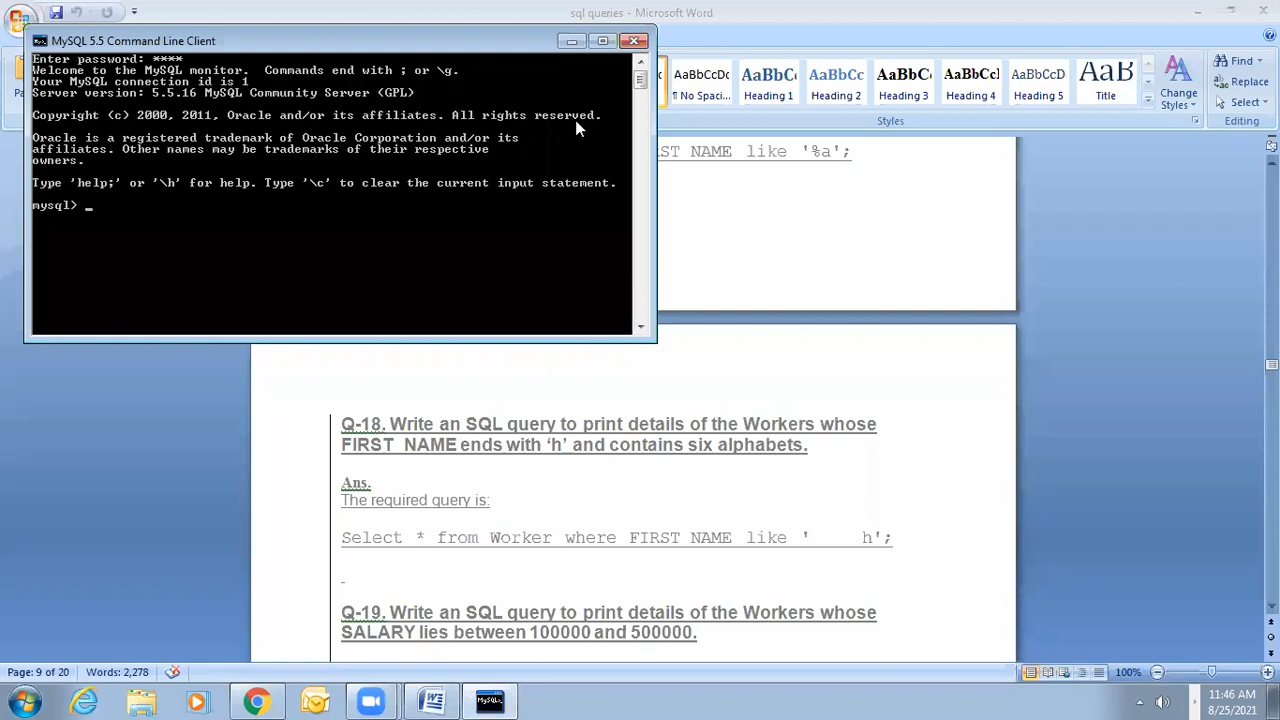 sql queries - Microsoft Word
MySQL 5.5 Command Line Client
Enter password: ****
Welcome to the MySQL monitor.  Commands end with ; or \g.
Your MySQL connection id is 1
Server version: 5.5.16 MySQL Community Server (GPL)
Copyright (c) 2000, 2011, Oracle and/or its affiliates. All rights reserved.
Oracle is a registered trademark of Oracle Corporation and/or its
affiliates. Other names may be trademarks of their respective
owners.
Type 'help;' or '\h' for help. Type '\c' to clear the current input statement.
mysql> _
AaBbCcDc AaBbC AaBbCc AaBbCc AaBbCc AaBbCcDc AaBbCc
¶ No Spaci... Heading 1 Heading 2 Heading 3 Heading 4 Heading 5 Title
Change
Styles
Find
Replace
Select
Styles
Editing
ST NAME like '%a';
Q-18. Write an SQL query to print details of the Workers whose
FIRST_NAME ends with ‘h’ and contains six alphabets.
Ans.
The required query is:
Select * from Worker where FIRST_NAME like '_____h';
Q-19. Write an SQL query to print details of the Workers whose
SALARY lies between 100000 and 500000.
Page: 9 of 20 Words: 2,278
100%
11:46 AM
8/25/2021